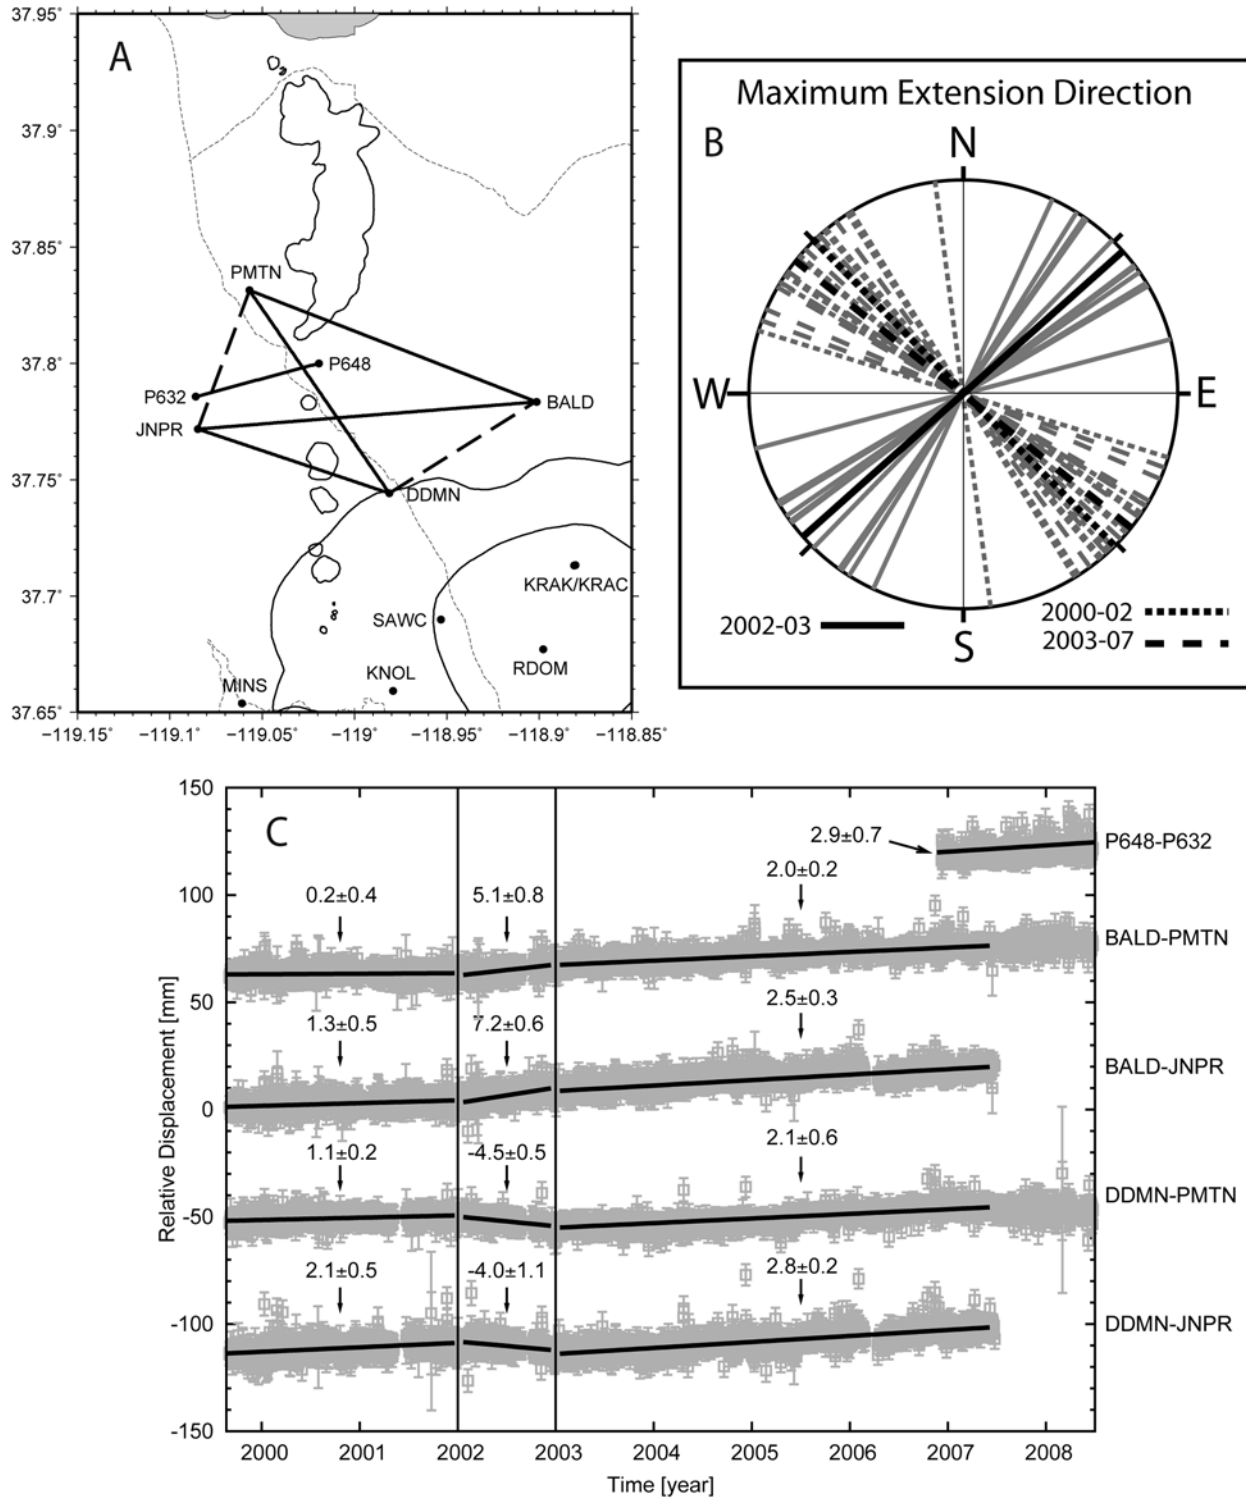 A
37.95°
37.9°
37.85°
37.8°
37.75°
37.7°
37.65°
−119.15
−119.1°
−119.05°
−119°
−118.95°
−118.9°
−118.85°
PMTN
P648
P632
JNPR
BALD
DDMN
KRAK/KRAC
SAWC
RDOM
KNOL
MINS
Maximum Extension Direction
B
N
W
E
S
2002-03
2000-02
2003-07
C
150
100
50
0
-50
-100
-150
Relative Displacement [mm]
2.9±0.7
P648-P632
0.2±0.4
5.1±0.8
2.0±0.2
BALD-PMTN
1.3±0.5
7.2±0.6
2.5±0.3
BALD-JNPR
1.1±0.2
-4.5±0.5
2.1±0.6
DDMN-PMTN
2.1±0.5
-4.0±1.1
2.8±0.2
DDMN-JNPR
2000
2001
2002
2003
2004
2005
2006
2007
2008
Time [year]